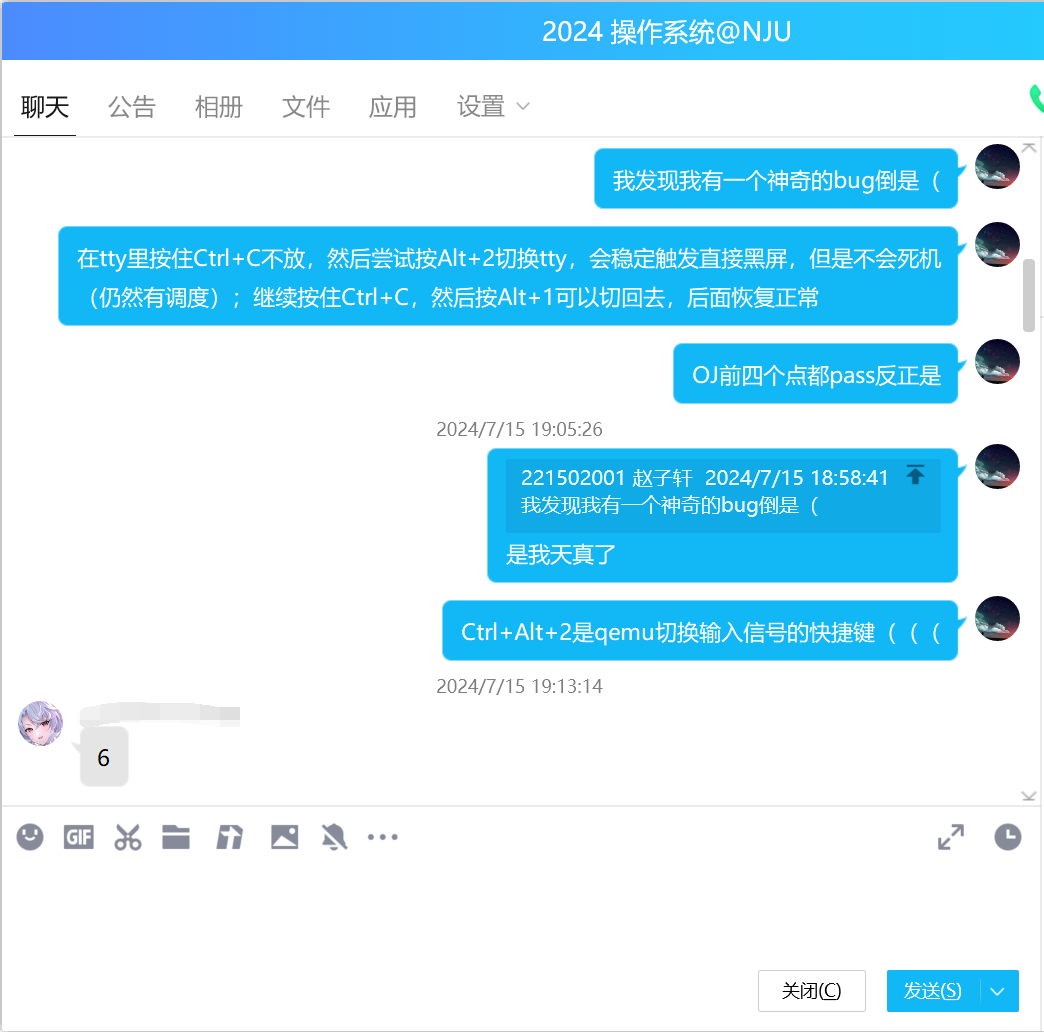 2024 操作系统@NJU
聊天 公告 相册 文件 应用 设置
我发现我有一个神奇的bug倒是（
在tty里按住Ctrl+C不放，然后尝试按Alt+2切换tty，会稳定触发直接黑屏，但是不会死机
（仍然有调度）；继续按住Ctrl+C，然后按Alt+1可以切回去，后面恢复正常
OJ前四个点都pass反正是
2024/7/15 19:05:26
221502001 赵子轩 2024/7/15 18:58:41
我发现我有一个神奇的bug倒是（
是我天真了
Ctrl+Alt+2是qemu切换输入信号的快捷键（（（
2024/7/15 19:13:14
6
GIF
关闭(C) 发送(S)